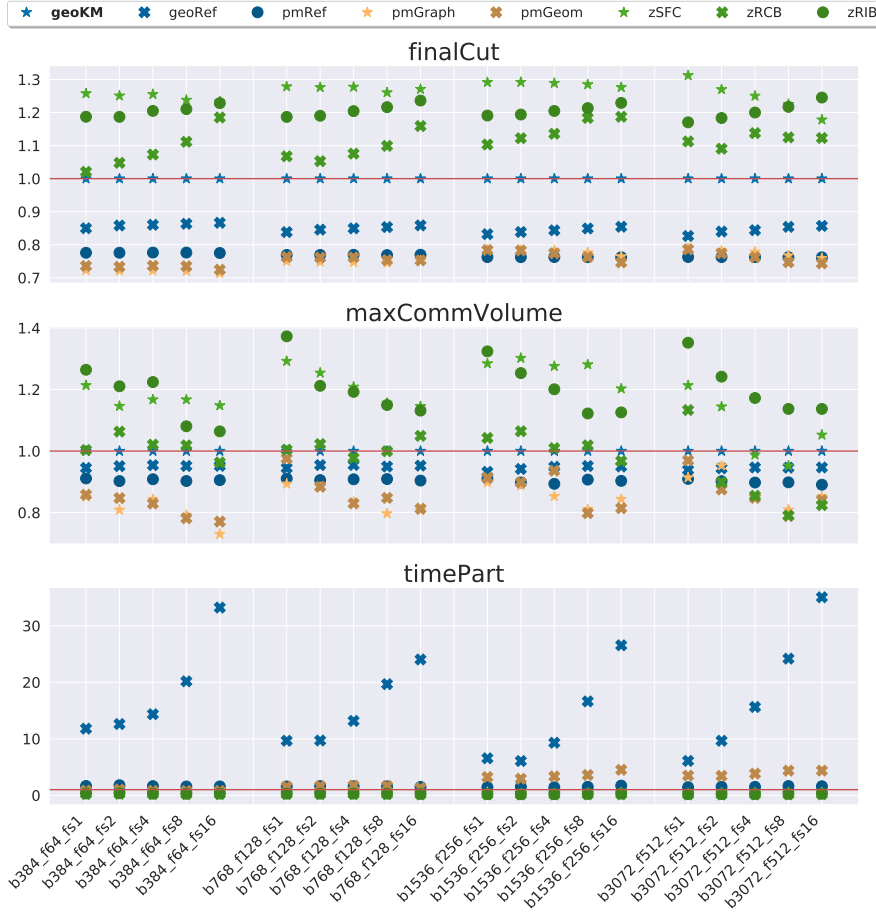 geoKM geoRef pmRef pmGraph pmGeom zSFC zRCB zRIB
finalCut
1.3
1.2
1.1
1.0
0.9
0.8
0.7
maxCommVolume
1.4
1.2
1.0
0.8
timePart
30
20
10
0
b384_f64_fs1
b384_f64_fs2
b384_f64_fs4
b384_f64_fs8
b384_f64_fs16
b768_f128_fs1
b768_f128_fs2
b768_f128_fs4
b768_f128_fs8
b768_f128_fs16
b1536_f256_fs1
b1536_f256_fs2
b1536_f256_fs4
b1536_f256_fs8
b1536_f256_fs16
b3072_f512_fs1
b3072_f512_fs2
b3072_f512_fs4
b3072_f512_fs8
b3072_f512_fs16